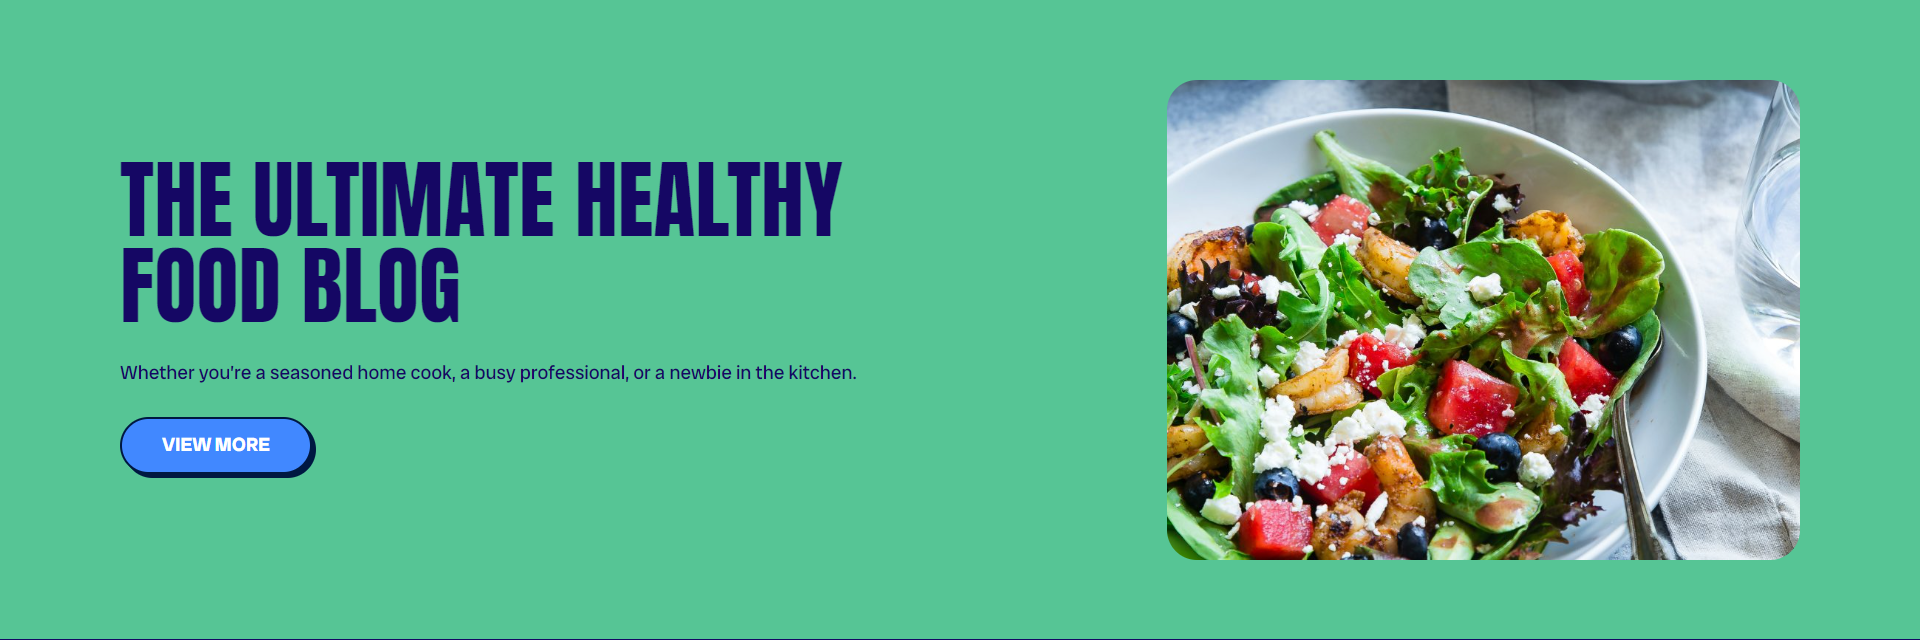 THE ULTIMATE HEALTHY
FOOD BLOG
Whether you're a seasoned home cook, a busy professional, or a newbie in the kitchen.
VIEW MORE